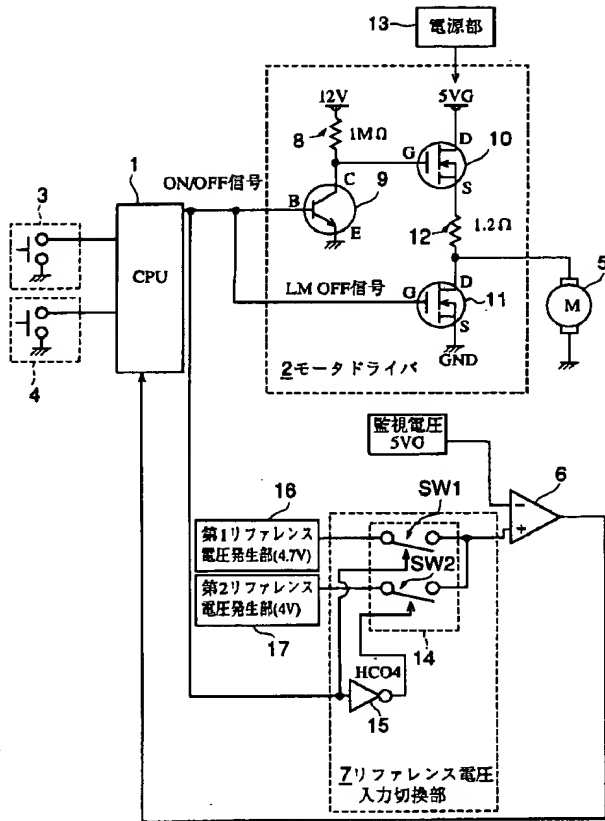 13
電源部
12V
5VG
8
1MΩ
D
G
10
S
C
1
ON/OFF信号
B
9
E
3
12
1.2Ω
CPU
5
D
LM OFF信号
G
11
M
S
GND
4
2モータドライバ
監視電圧
5VG
6
16
SW1
−
+
第1リファレンス
電圧発生部(4.7V)
SW2
第2リファレンス
電圧発生部(4V)
17
14
HCO4
15
7リファレンス電圧
入力切換部